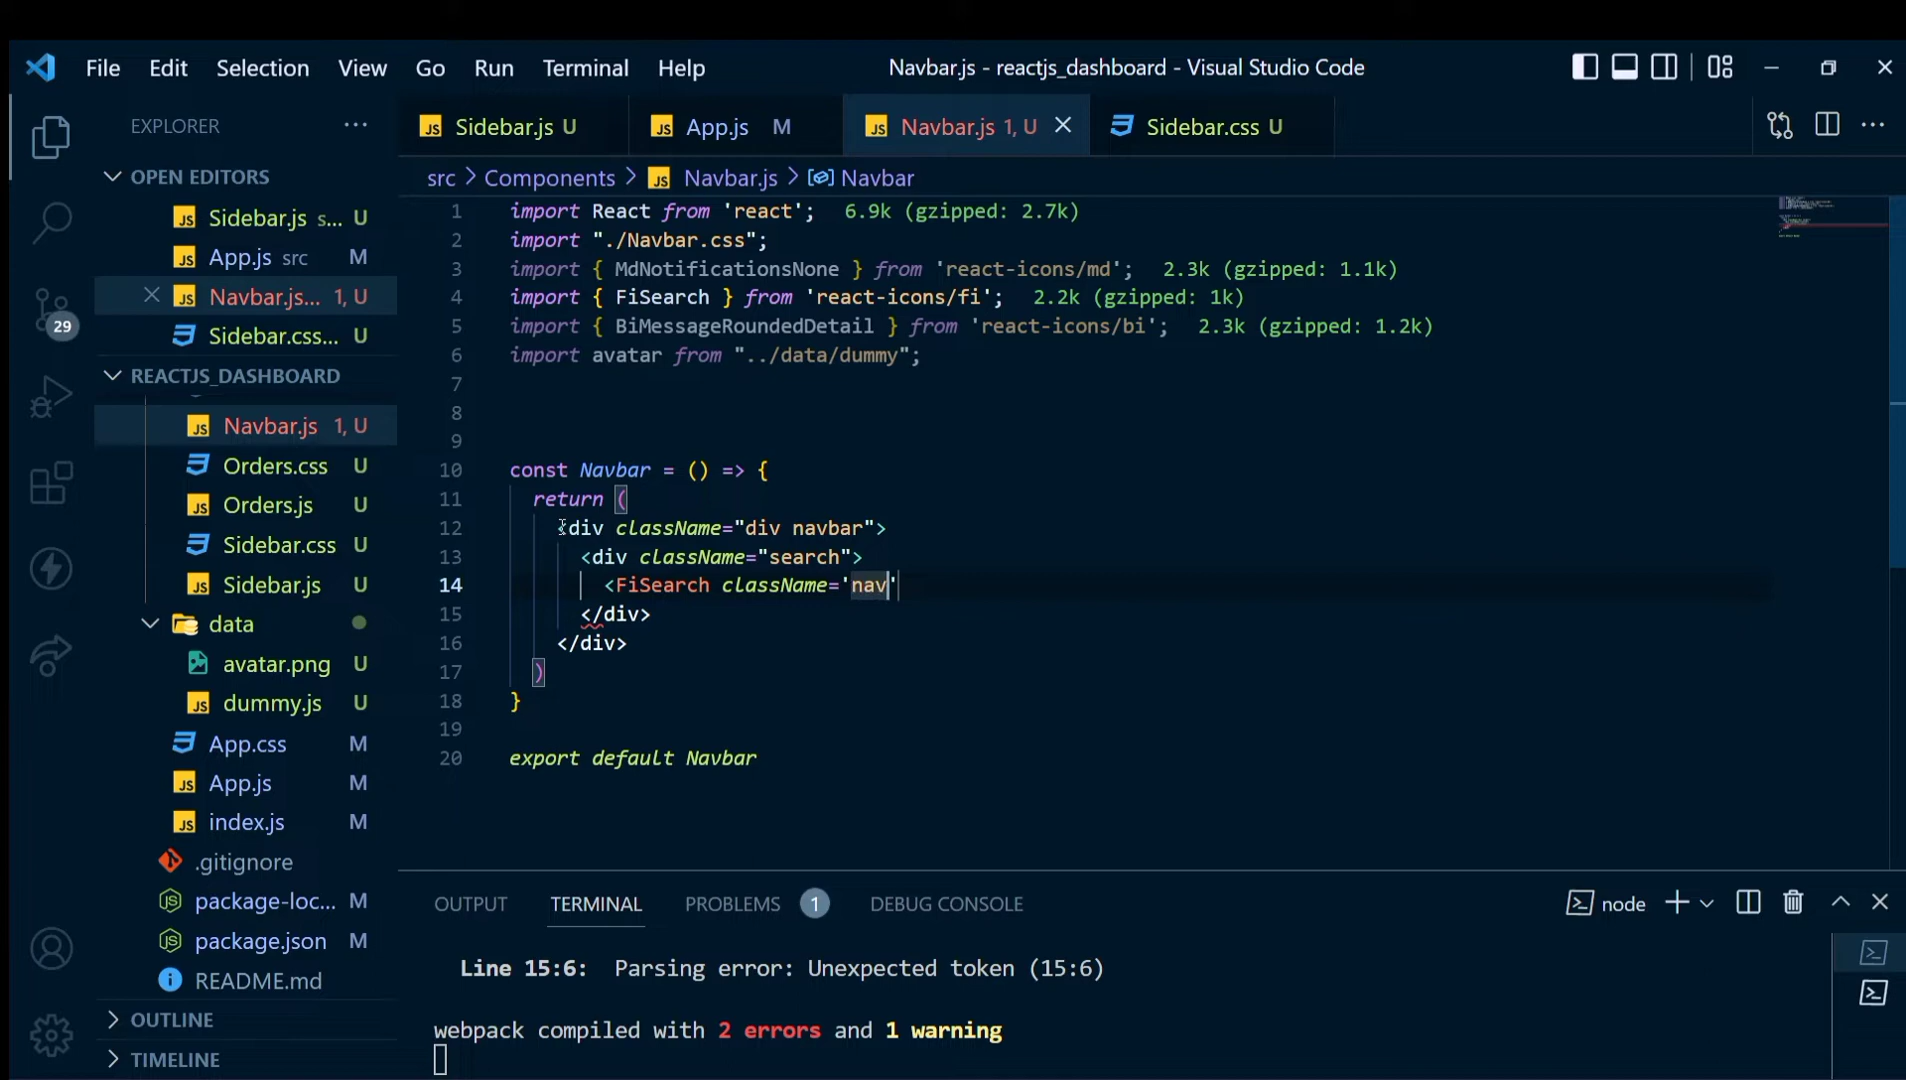 File Edit Selection View Go Run Terminal Help Navbar.js - reactjs_dashboard - Visual Studio Code
EXPLORER
Sidebar.js U App.js M Navbar.js 1, U Sidebar.css U
OPEN EDITORS
Sidebar.js s... U
App.js src M
Navbar.js... 1, U
Sidebar.css... U
REACTJS_DASHBOARD
Navbar.js 1, U
Orders.css U
Orders.js U
Sidebar.css U
Sidebar.js U
data
avatar.png U
dummy.js U
App.css M
App.js M
index.js M
.gitignore
package-loc... M
package.json M
README.md
OUTLINE
TIMELINE
29
src > Components > Navbar.js > Navbar
1 import React from 'react'; 6.9k (gzipped: 2.7k)
2 import "./Navbar.css";
3 import { MdNotificationsNone } from 'react-icons/md'; 2.3k (gzipped: 1.1k)
4 import { FiSearch } from 'react-icons/fi'; 2.2k (gzipped: 1k)
5 import { BiMessageRoundedDetail } from 'react-icons/bi'; 2.3k (gzipped: 1.2k)
6 import avatar from "../data/dummy";
7
8
9
10 const Navbar = () => {
11 return (
12 <div className="div navbar">
13 <div className="search">
14 <FiSearch className='nav'
15 </div>
16 </div>
17 )
18 }
19
20 export default Navbar
OUTPUT TERMINAL PROBLEMS 1 DEBUG CONSOLE node
Line 15:6: Parsing error: Unexpected token (15:6)
webpack compiled with 2 errors and 1 warning